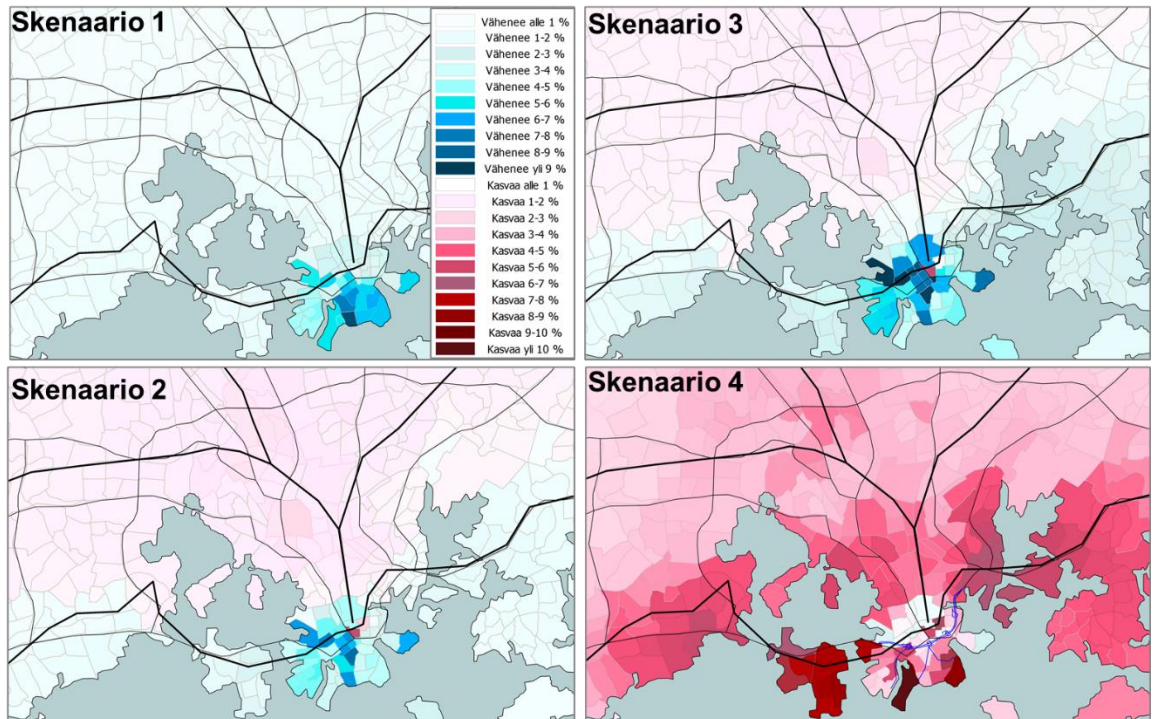 Skenaario 1
Vähenee alle 1 %
Vähenee 1-2 %
Vähenee 2-3 %
Vähenee 3-4 %
Vähenee 4-5 %
Vähenee 5-6 %
Vähenee 6-7 %
Vähenee 7-8 %
Vähenee 8-9 %
Vähenee yli 9 %
Kasvaa alle 1 %
Kasvaa 1-2 %
Kasvaa 2-3 %
Kasvaa 3-4 %
Kasvaa 4-5 %
Kasvaa 5-6 %
Kasvaa 6-7 %
Kasvaa 7-8 %
Kasvaa 8-9 %
Kasvaa 9-10 %
Kasvaa yli 10 %
Skenaario 3
Skenaario 2
Skenaario 4